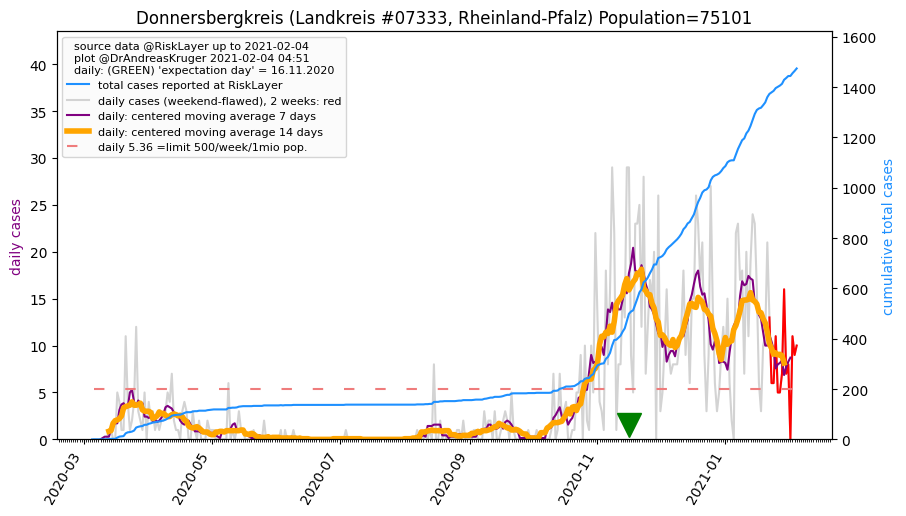 Donnersbergkreis (Landkreis #07333, Rheinland-Pfalz) Population=75101
source data @RiskLayer up to 2021-02-04
plot @DrAndreasKruger 2021-02-04 04:51
daily: (GREEN) 'expectation day' = 16.11.2020
total cases reported at RiskLayer
daily cases (weekend-flawed), 2 weeks: red
daily: centered moving average 7 days
daily: centered moving average 14 days
daily 5.36 =limit 500/week/1mio pop.
daily cases
40
35
30
25
20
15
10
5
0
cumulative total cases
1600
1400
1200
1000
800
600
400
200
0
2020-03
2020-05
2020-07
2020-09
2020-11
2021-01